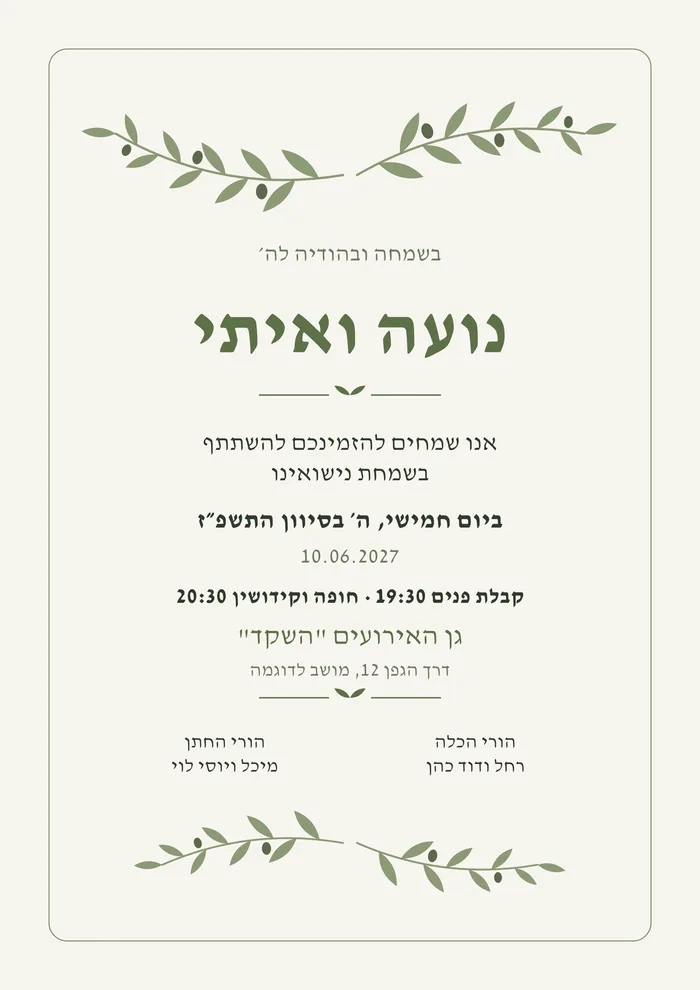 בשמחה ובהודיה לה׳
נועה ואיתי
אנו שמחים להזמינכם להשתתף
בשמחת נישואינו
ביום חמישי, ה׳ בסיוון התשפ״ז
10.06.2027
קבלת פנים 19:30 · חופה וקידושין 20:30
גן האירועים "השקד"
דרך הגפן 12, מושב לדוגמה
הורי הכלה
רחל ודוד כהן
הורי החתן
מיכל ויוסי לוי